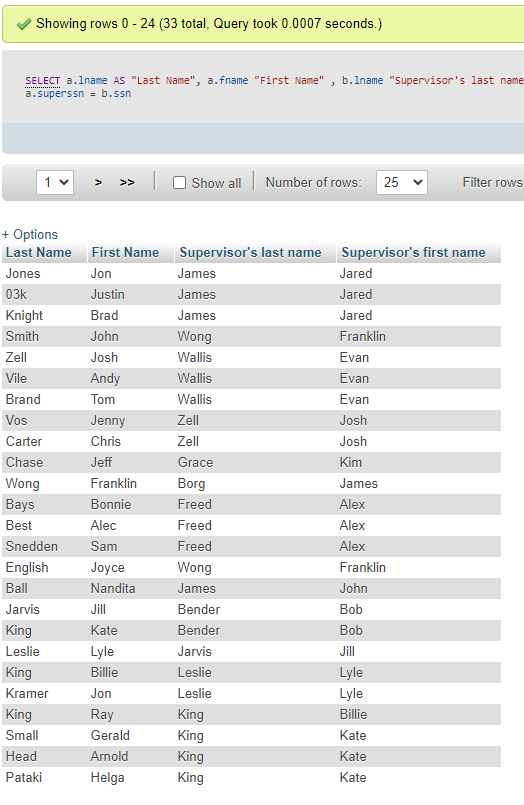 Showing rows 0 - 24 (33 total, Query took 0.0007 seconds.)
SELECT a.lname AS "Last Name", a.fname "First Name" , b.lname "Supervisor's last name
a.superssn = b.ssn
1 > >> Show all Number of rows: 25 Filter rows
+ Options
Last Name First Name Supervisor's last name Supervisor's first name
Jones Jon James Jared
03k Justin James Jared
Knight Brad James Jared
Smith John Wong Franklin
Zell Josh Wallis Evan
Vile Andy Wallis Evan
Brand Tom Wallis Evan
Vos Jenny Zell Josh
Carter Chris Zell Josh
Chase Jeff Grace Kim
Wong Franklin Borg James
Bays Bonnie Freed Alex
Best Alec Freed Alex
Snedden Sam Freed Alex
English Joyce Wong Franklin
Ball Nandita James John
Jarvis Jill Bender Bob
King Kate Bender Bob
Leslie Lyle Jarvis Jill
King Billie Leslie Lyle
Kramer Jon Leslie Lyle
King Ray King Billie
Small Gerald King Kate
Head Arnold King Kate
Pataki Helga King Kate